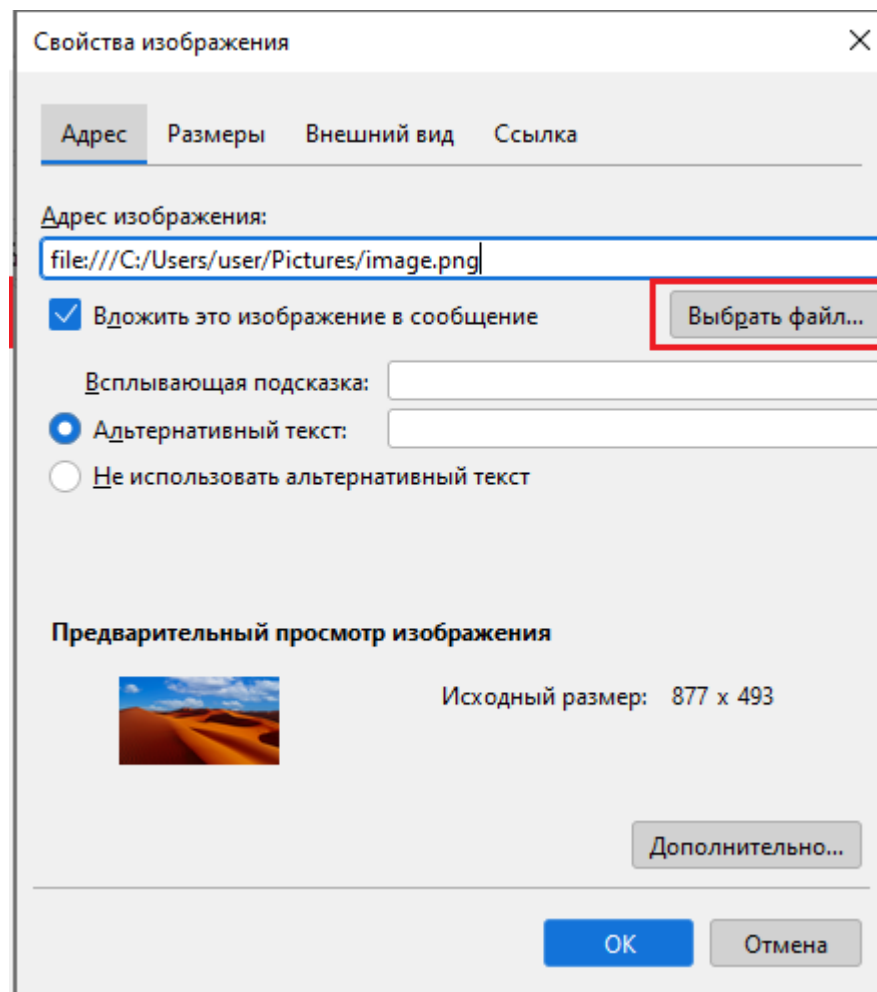 Свойства изображения
Адрес Размеры Внешний вид Ссылка
Адрес изображения:
file:///C:/Users/user/Pictures/image.png
Вложить это изображение в сообщение Выбрать файл...
Всплывающая подсказка:
Альтернативный текст:
Не использовать альтернативный текст
Предварительный просмотр изображения
Исходный размер: 877 x 493
Дополнительно...
ОК Отмена